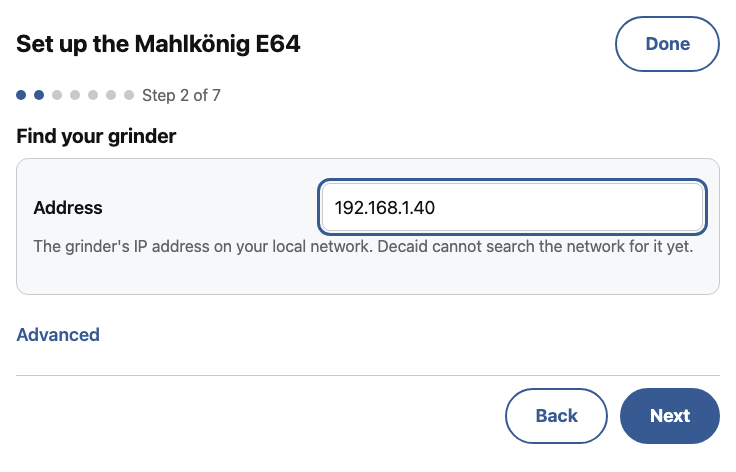 Set up the Mahlkönig E64
Done
Step 2 of 7
Find your grinder
Address
192.168.1.40
The grinder's IP address on your local network. Decaid cannot search the network for it yet.
Advanced
Back
Next